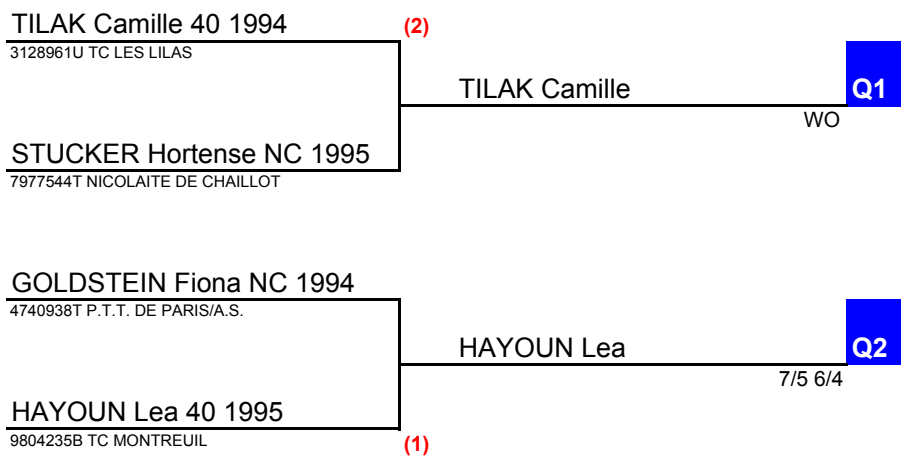 TILAK Camille 40 1994
(2)
3128961U TC LES LILAS
TILAK Camille
Q1
WO
STUCKER Hortense NC 1995
7977544T NICOLAITE DE CHAILLOT
GOLDSTEIN Fiona NC 1994
4740938T P.T.T. DE PARIS/A.S.
HAYOUN Lea
Q2
7/5 6/4
HAYOUN Lea 40 1995
9804235B TC MONTREUIL
(1)